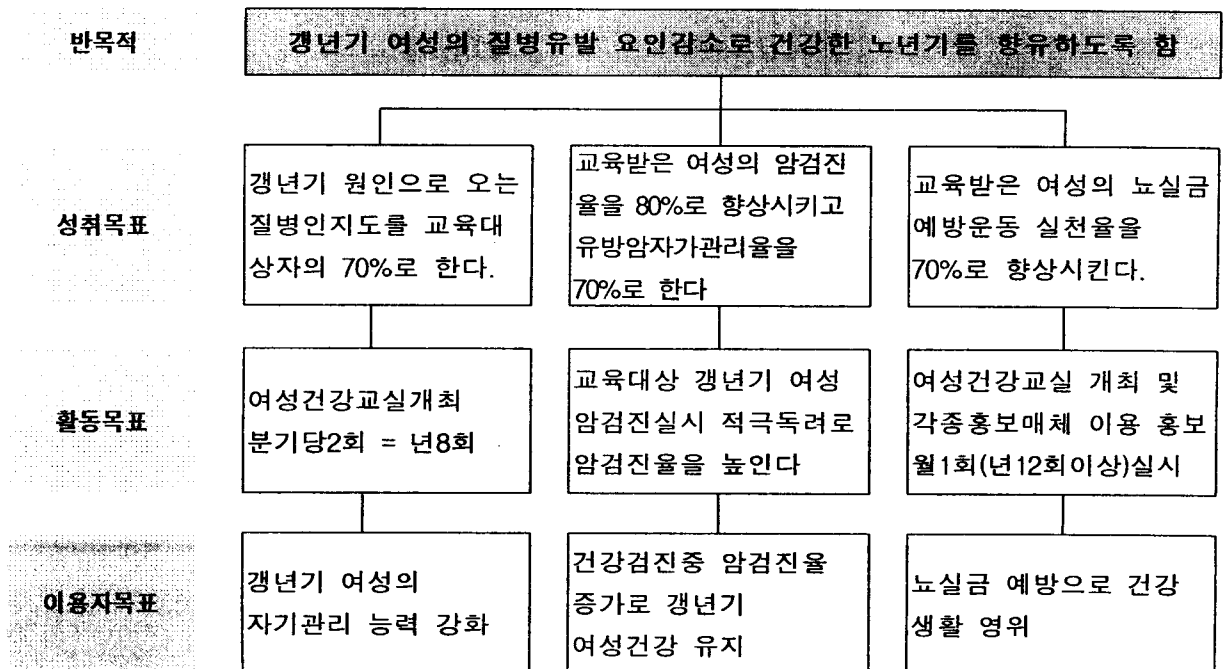 반목적
갱년기 여성의 질병유발 요인감소로 건강한 노년기를 향유하도록 함
성취목표
갱년기 원인으로 오는
질병인지도를 교육대
상자의 70%로 한다.
교육받은 여성의 암검진
율을 80%로 향상시키고
유방암자가관리율을
70%로 한다
교육받은 여성의 뇨실금
예방운동 실천율을
70%로 향상시킨다.
활동목표
여성건강교실개최
분기당2회 = 년8회
교육대상 갱년기 여성
암검진실시 적극독려로
암검진율을 높인다
여성건강교실 개최 및
각종홍보매체 이용 홍보
월1회(년12회이상)실시
이용자목표
갱년기 여성의
자기관리 능력 강화
건강검진중 암검진율
증가로 갱년기
여성건강 유지
뇨실금 예방으로 건강
생활 영위